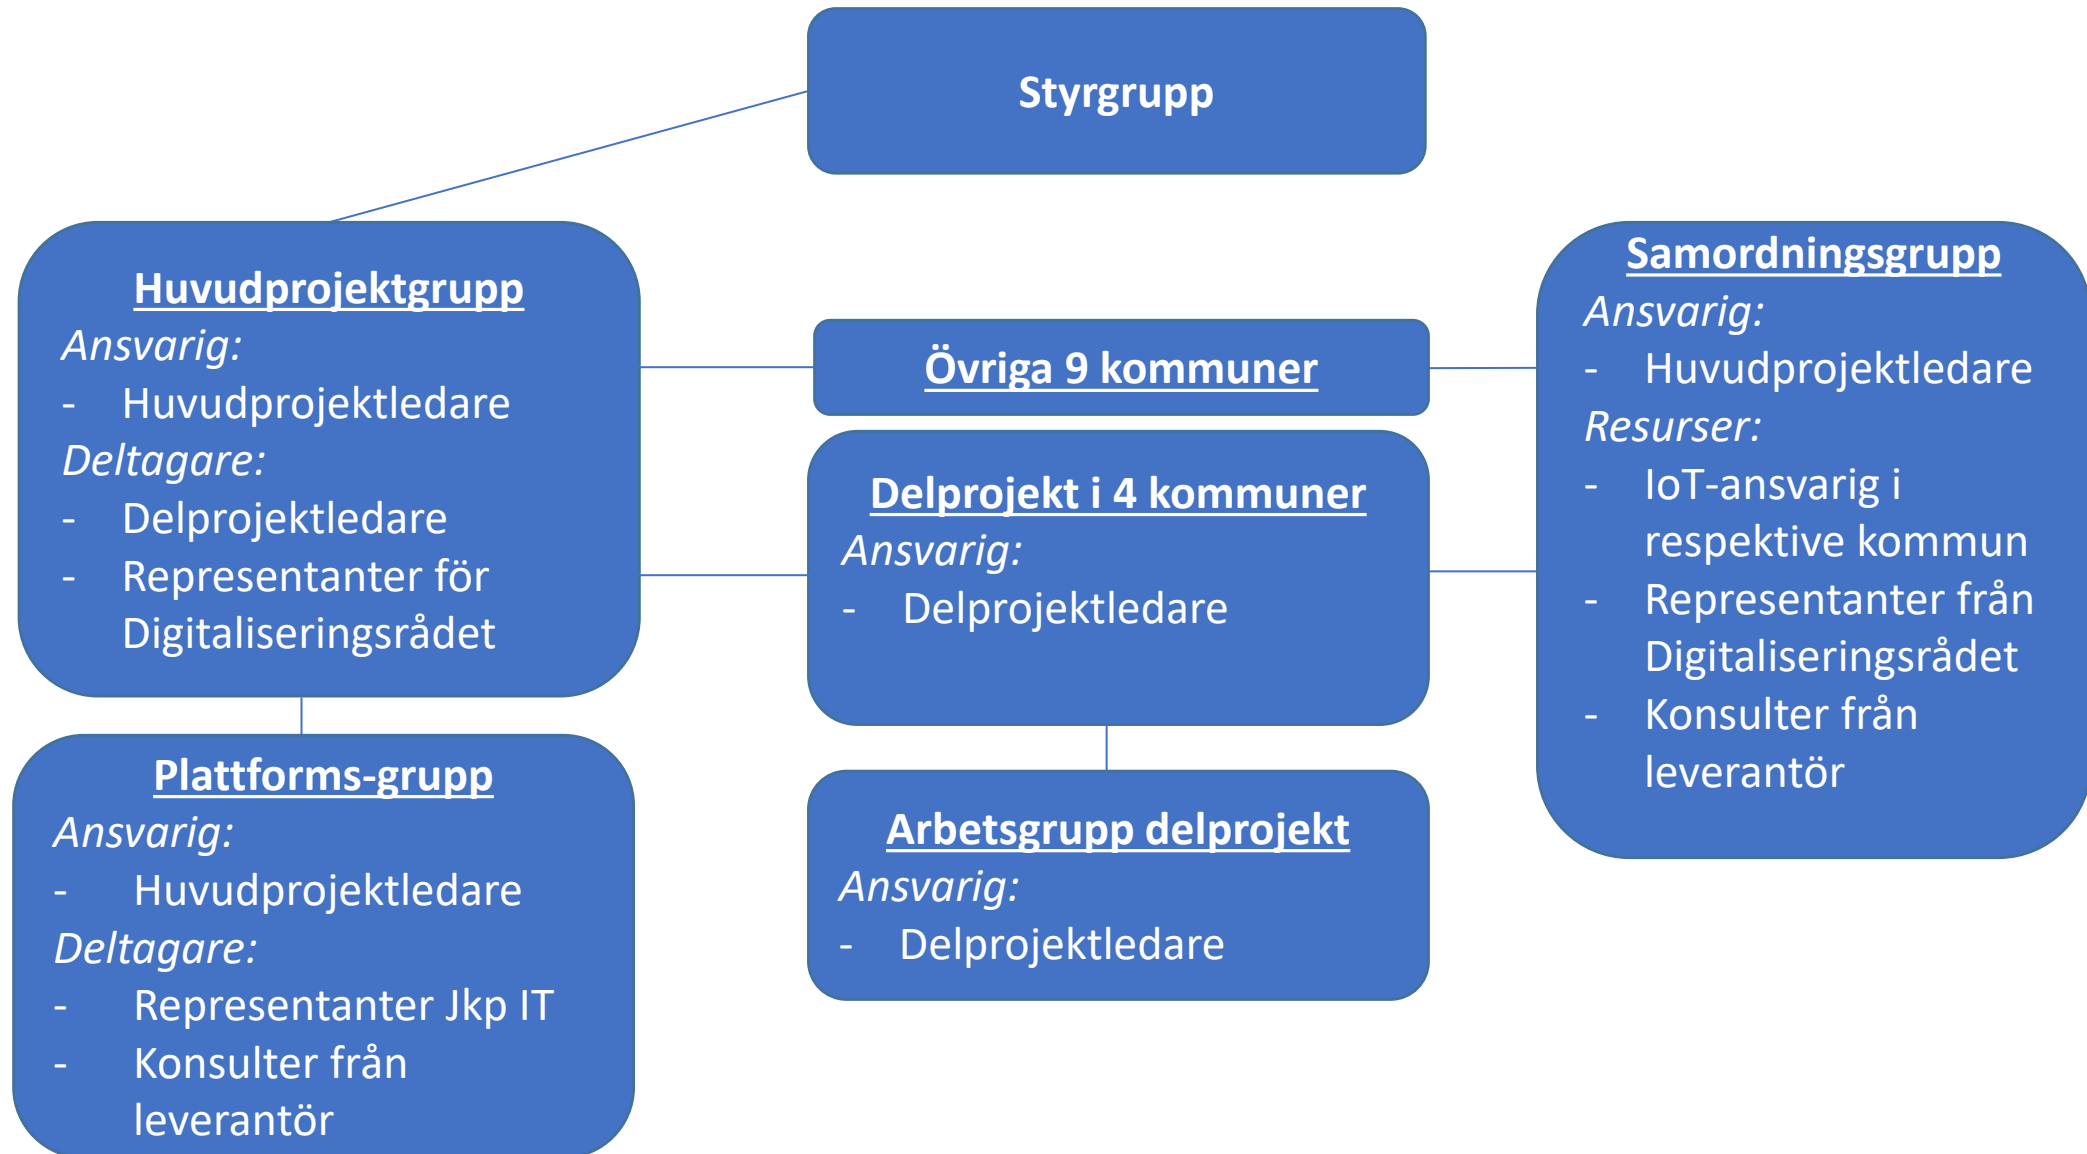 Styrgrupp
Huvudprojektgrupp
Ansvarig:
- Huvudprojektledare
Deltagare:
- Delprojektledare
- Representanter för
Digitaliseringsrådet
Övriga 9 kommuner
Delprojekt i 4 kommuner
Ansvarig:
- Delprojektledare
Samordningsgrupp
Ansvarig:
- Huvudprojektledare
Resurser:
- IoT-ansvarig i
respektive kommun
- Representanter från
Digitaliseringsrådet
- Konsulter från
leverantör
Plattforms-grupp
Ansvarig:
- Huvudprojektledare
Deltagare:
- Representanter Jkp IT
- Konsulter från
leverantör
Arbetsgrupp delprojekt
Ansvarig:
- Delprojektledare